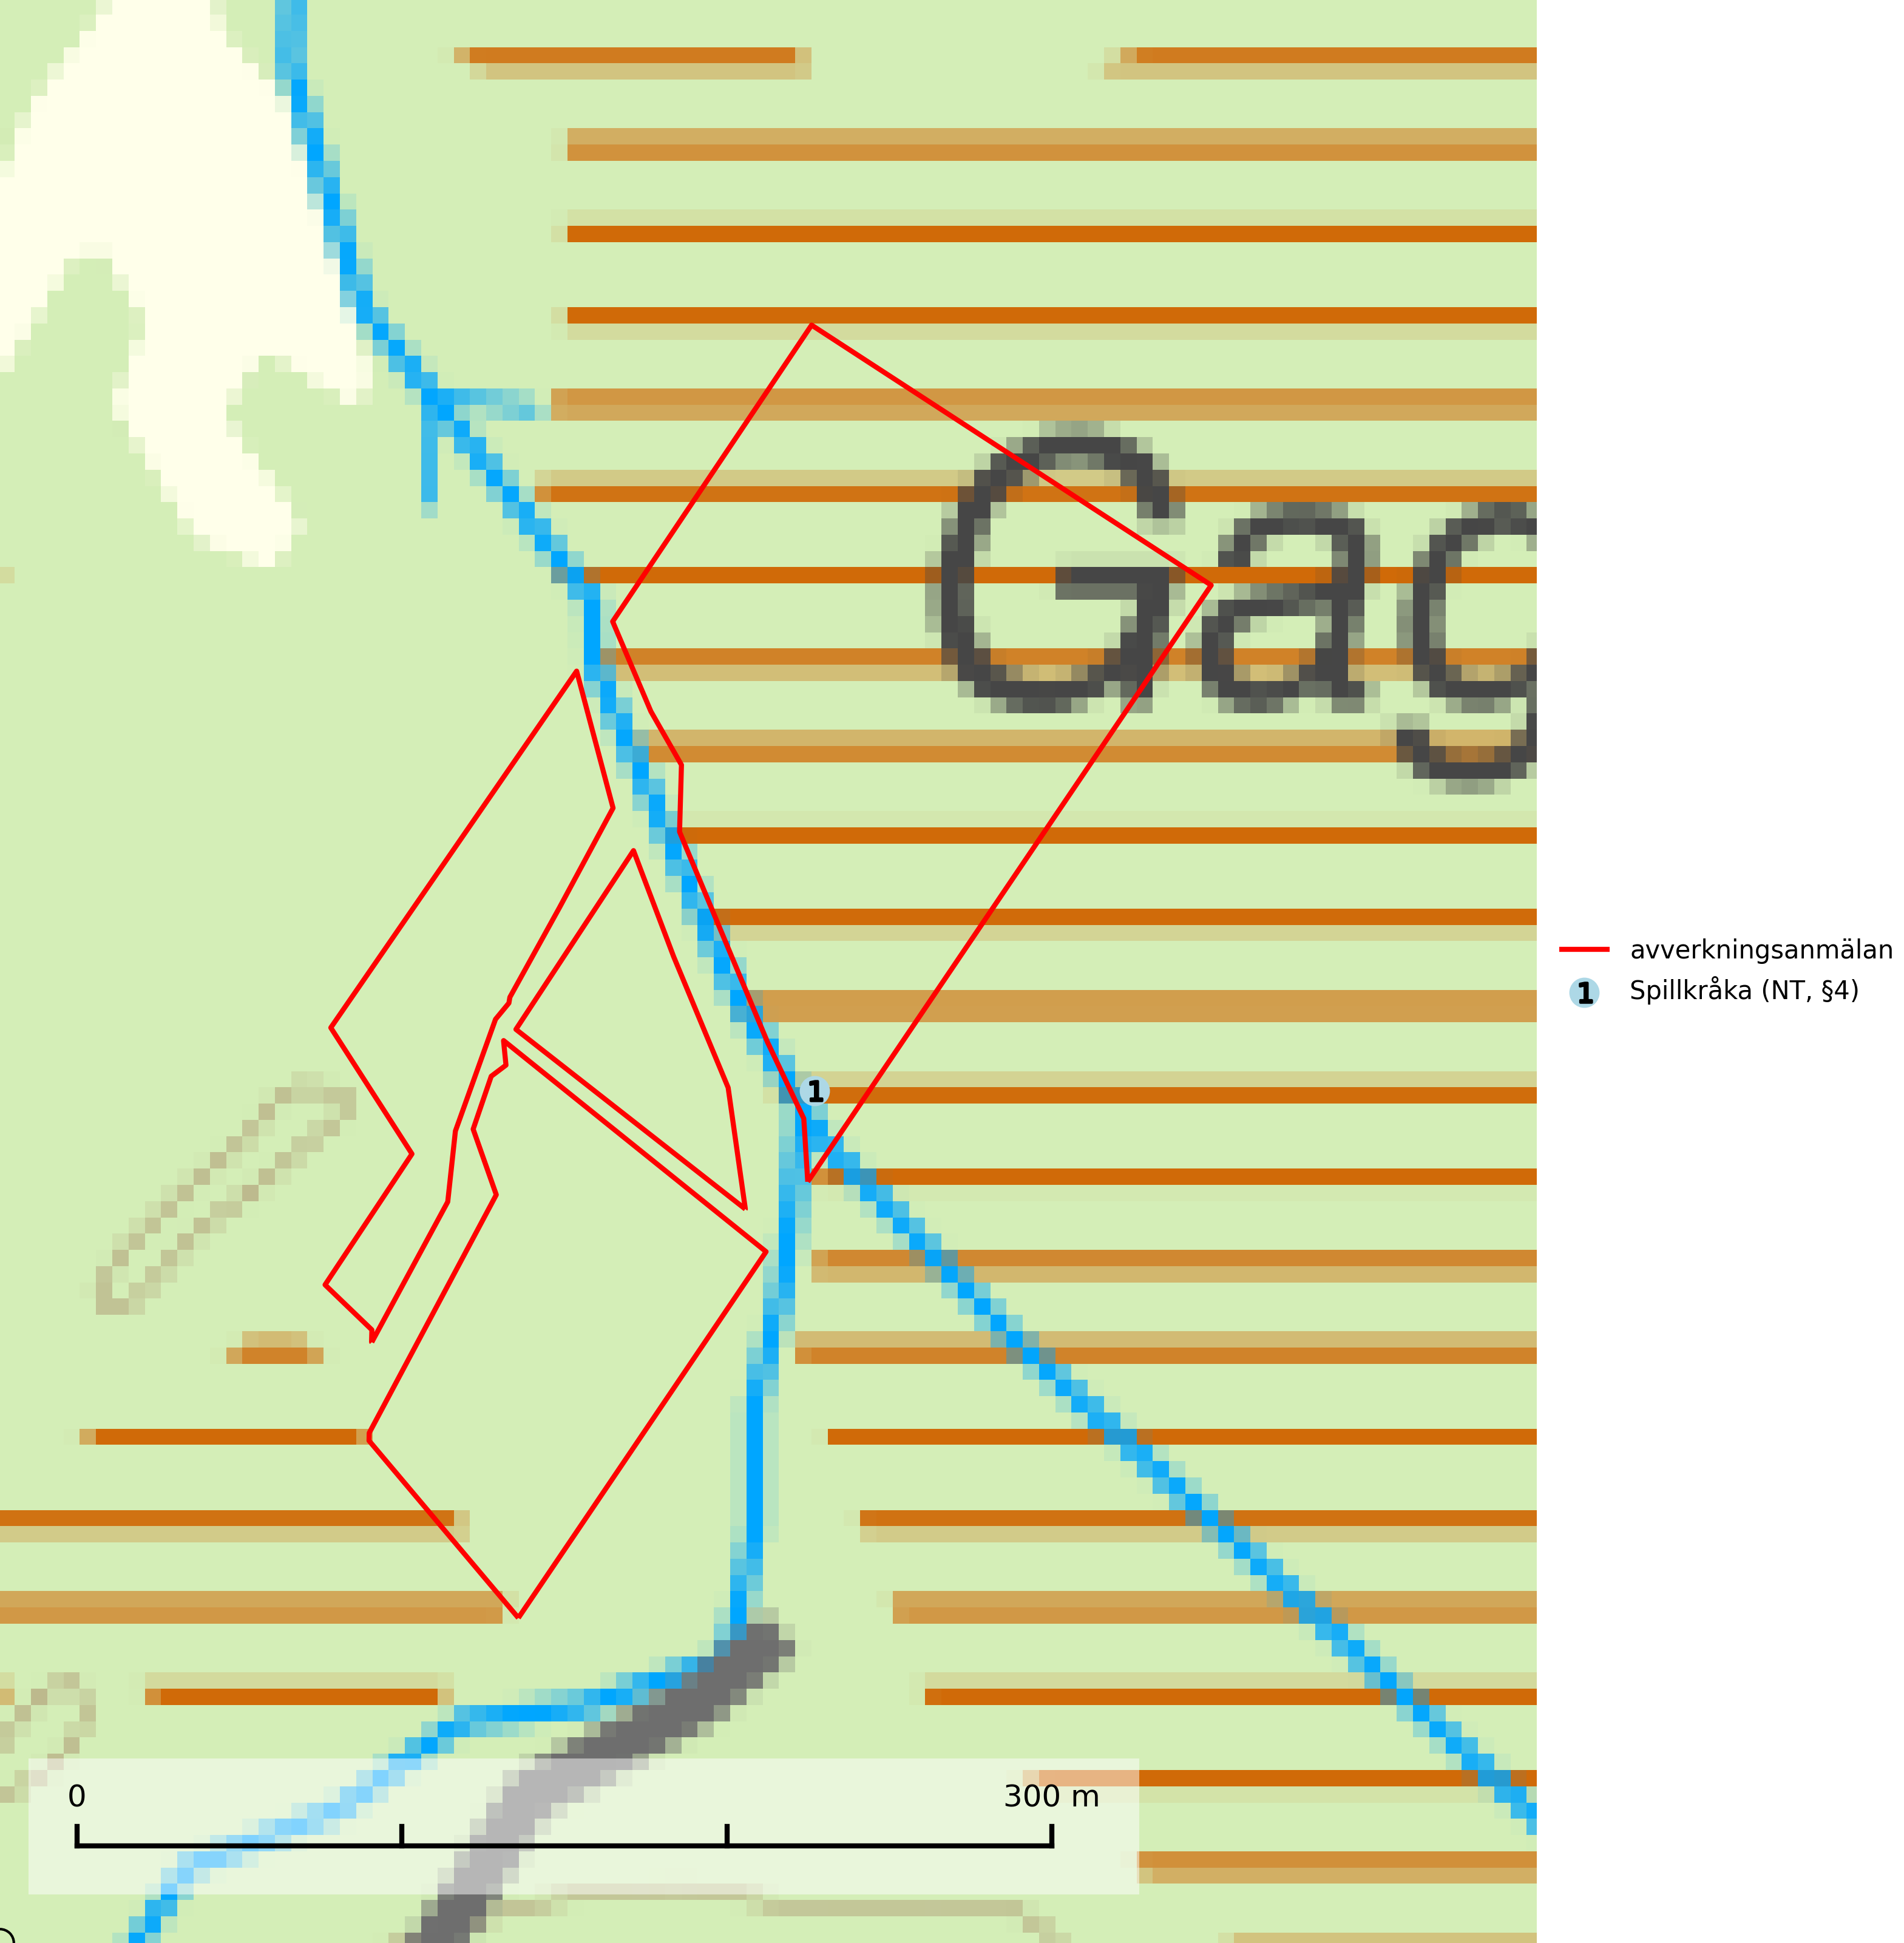 Gag
avverkningsanmälan
1 Spillkråka (NT, §4)
1
0 300 m